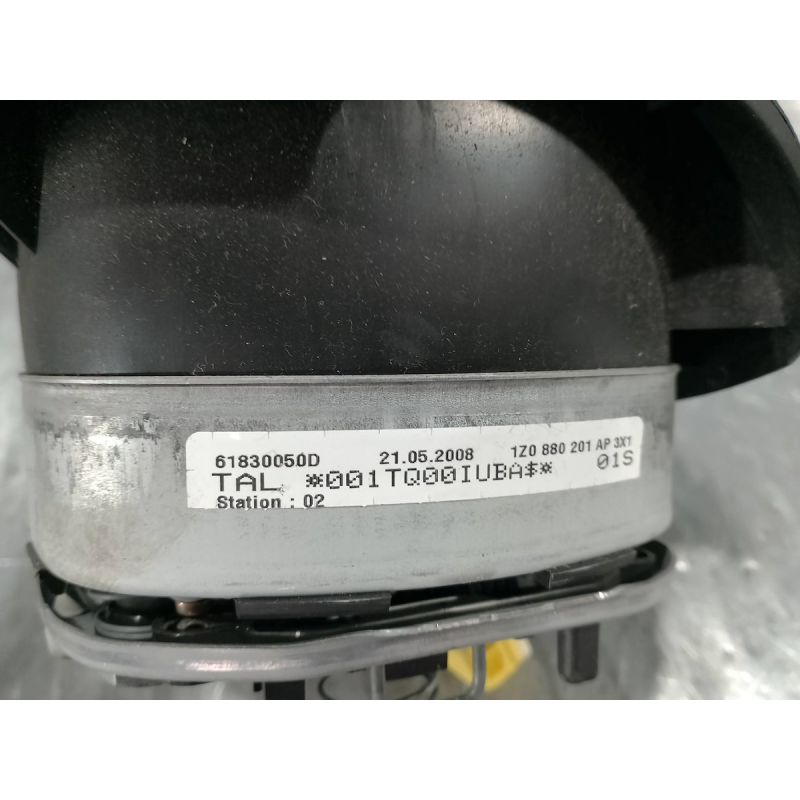 61830050D 21.05.2008 1Z0 880 201 AP 3X1
TAL *001TQ00IUBA$* 01S
Station : 02